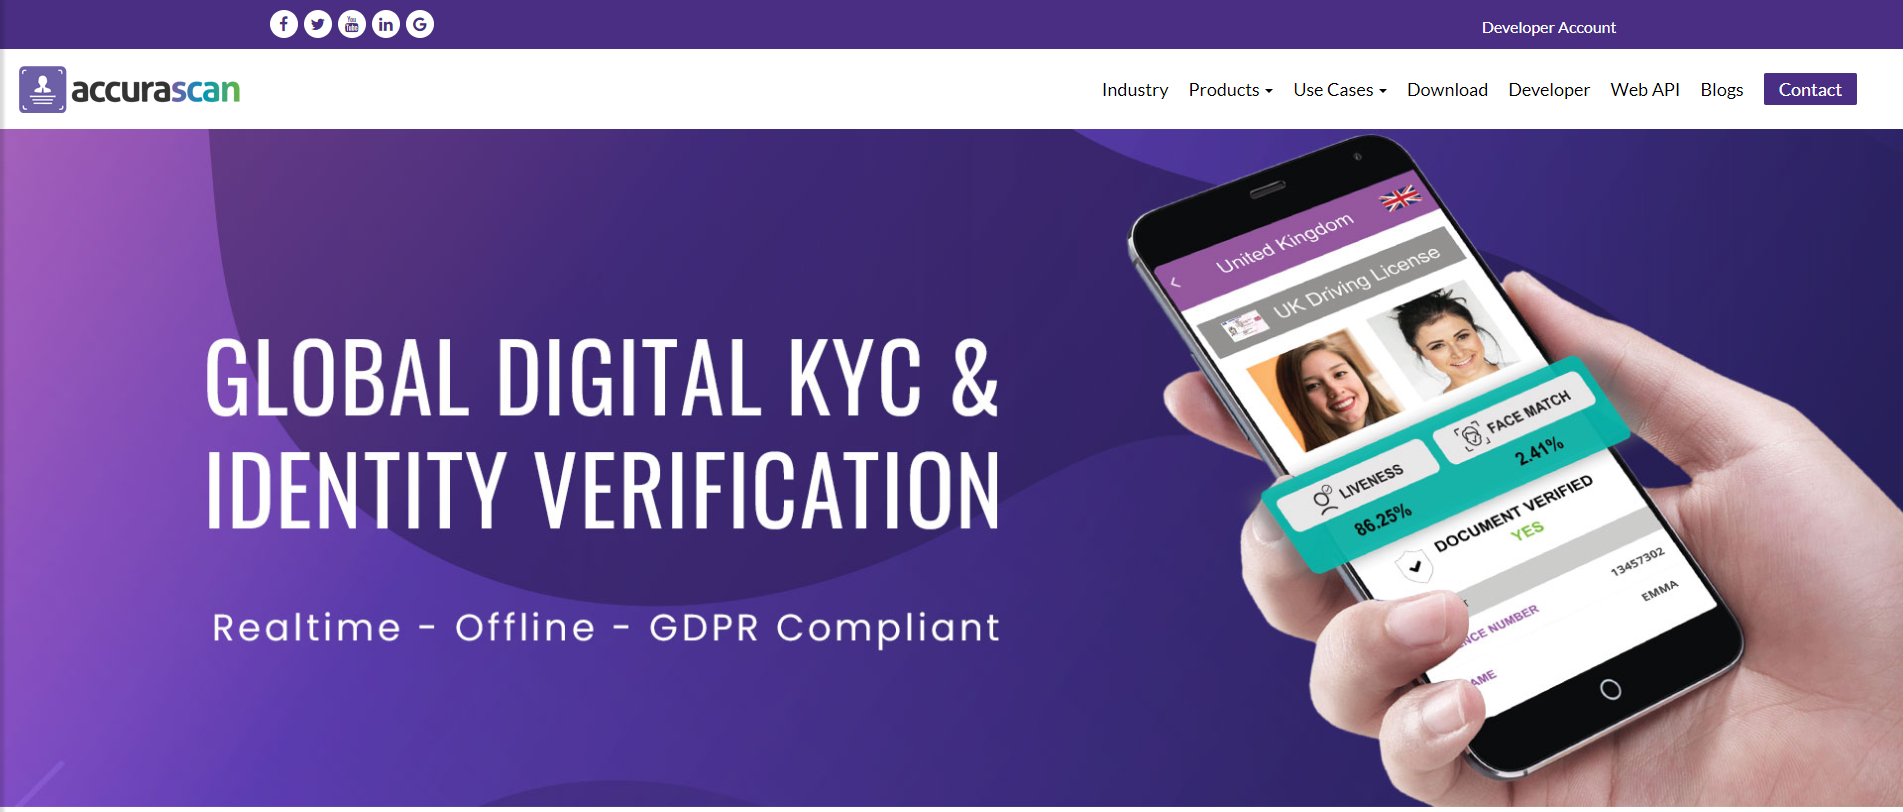 Developer Account
accurascan
Industry Products Use Cases Download Developer Web API Blogs Contact
GLOBAL DIGITAL KYC &
IDENTITY VERIFICATION
Realtime - Offline - GDPR Compliant
United Kingdom
UK Driving License
LIVENESS
86.25%
FACE MATCH
2.41%
DOCUMENT VERIFIED
YES
13457302
NCE NUMBER
EMMA
AME